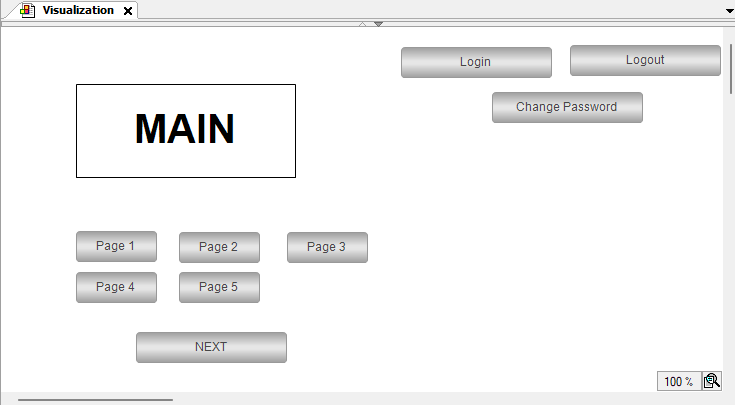 Visualization
Login
Logout
Change Password
MAIN
Page 1
Page 2
Page 3
Page 4
Page 5
NEXT
100 %